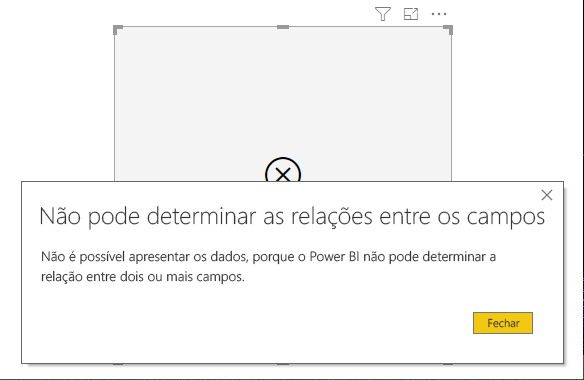 Não pode determinar as relações entre os campos
Não é possível apresentar os dados, porque o Power BI não pode determinar a
relação entre dois ou mais campos.
Fechar